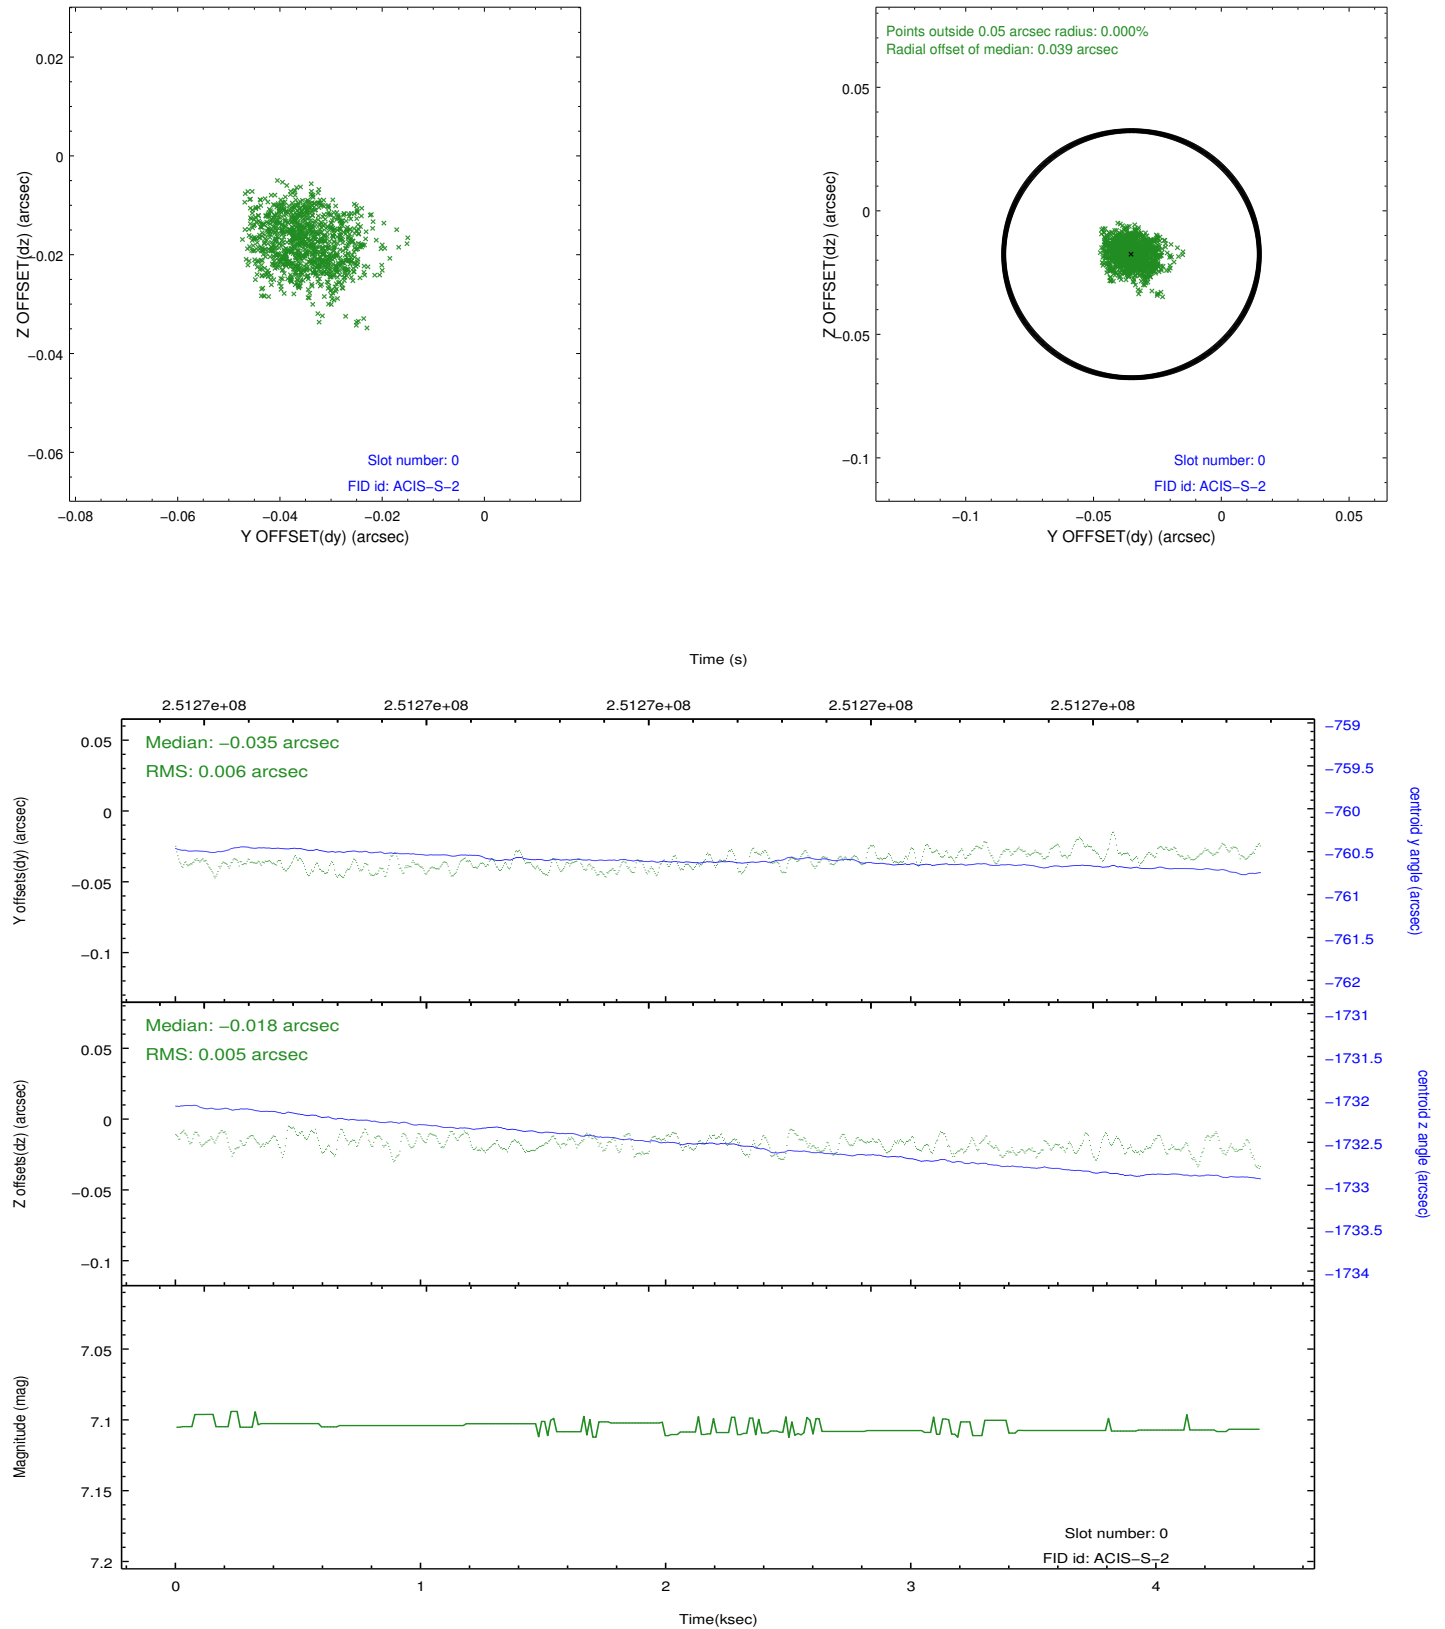 0.02
0
−0.02
−0.04
−0.06
Z OFFSET(dz) (arcsec)
Slot number: 0
FID id: ACIS−S−2
−0.08 −0.06 −0.04 −0.02 0
Y OFFSET(dy) (arcsec)
Points outside 0.05 arcsec radius: 0.000%
Radial offset of median: 0.039 arcsec
0.05
0
−0.05
−0.1
Z OFFSET(dz) (arcsec)
Slot number: 0
FID id: ACIS−S−2
−0.1 −0.05 0 0.05
Y OFFSET(dy) (arcsec)
Time (s)
2.5127e+08 2.5127e+08 2.5127e+08 2.5127e+08 2.5127e+08
Median: −0.035 arcsec
RMS: 0.006 arcsec
0.05
0
−0.05
−0.1
Y offsets(dy) (arcsec)
−759
−759.5
−760
−760.5
−761
−761.5
−762
centroid y angle (arcsec)
Median: −0.018 arcsec
RMS: 0.005 arcsec
0.05
0
−0.05
−0.1
Z offsets(dz) (arcsec)
−1731
−1731.5
−1732
−1732.5
−1733
−1733.5
−1734
centroid z angle (arcsec)
7.05
7.1
7.15
7.2
Magnitude (mag)
Slot number: 0
FID id: ACIS−S−2
0 1 2 3 4
Time(ksec)